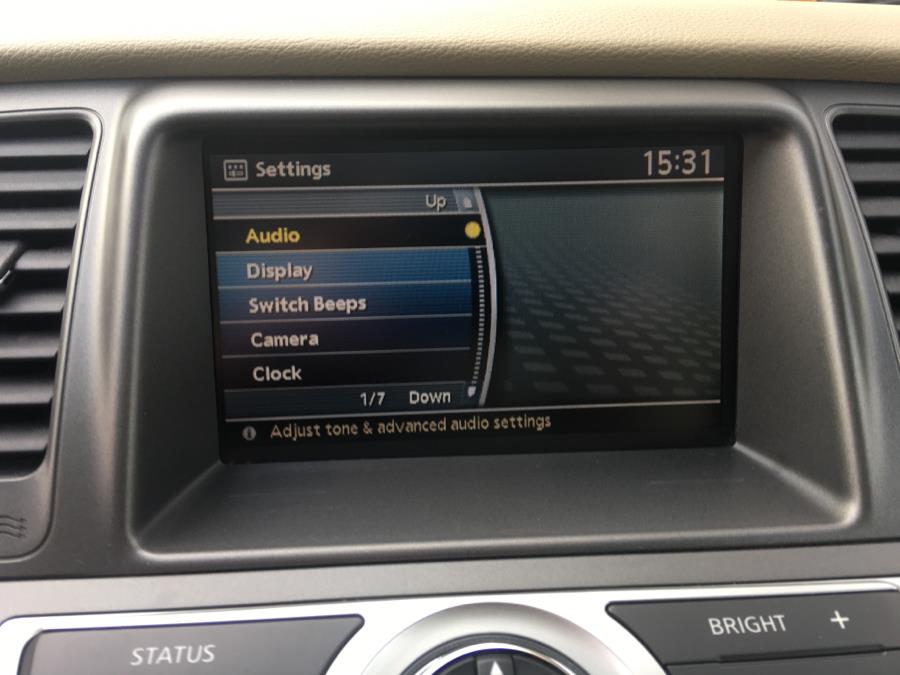 Settings 15:31
Up
Audio
Display
Switch Beeps
Camera
Clock
1/7 Down
Adjust tone & advanced audio settings
STATUS
BRIGHT +